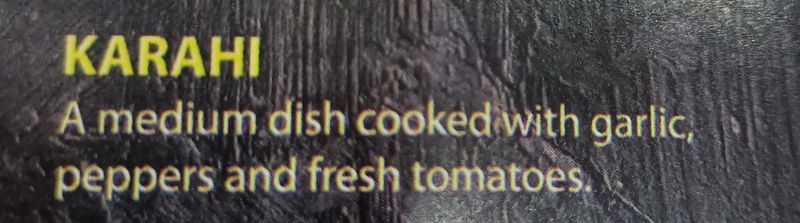 KARAHI
A medium dish cooked with garlic,
peppers and fresh tomatoes.